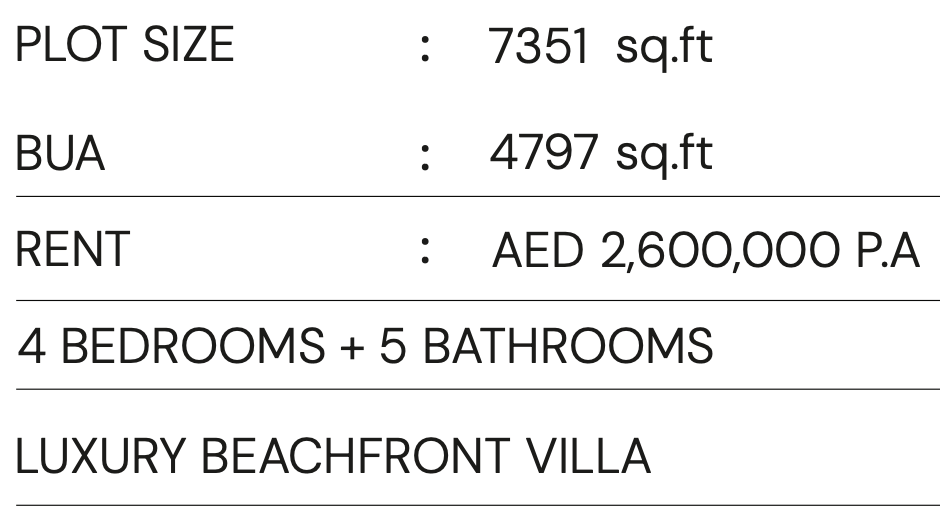 PLOT SIZE : 7351 sq.ft
BUA : 4797 sq.ft
RENT : AED 2,600,000 P.A
4 BEDROOMS + 5 BATHROOMS
LUXURY BEACHFRONT VILLA